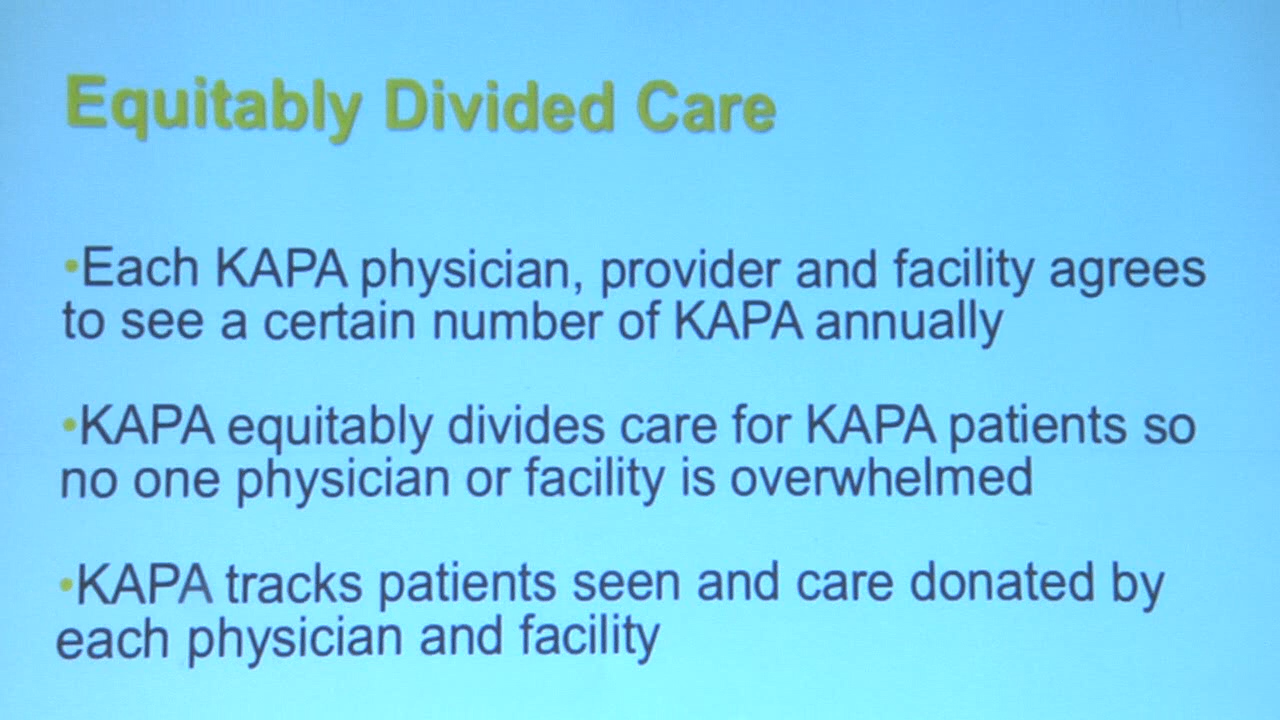 Equitably Divided Care
•Each KAPA physician, provider and facility agrees
to see a certain number of KAPA annually
•KAPA equitably divides care for KAPA patients so
no one physician or facility is overwhelmed
•KAPA tracks patients seen and care donated by
each physician and facility